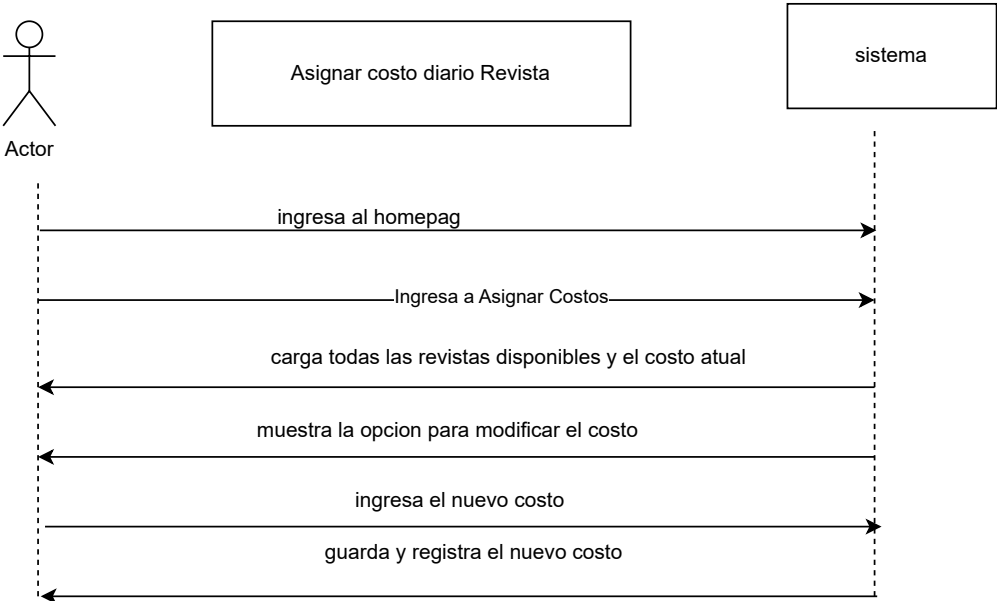 Asignar costo diario Revista
sistema
Actor
ingresa al homepag
Ingresa a Asignar Costos
carga todas las revistas disponibles y el costo atual
muestra la opcion para modificar el costo
ingresa el nuevo costo
guarda y registra el nuevo costo